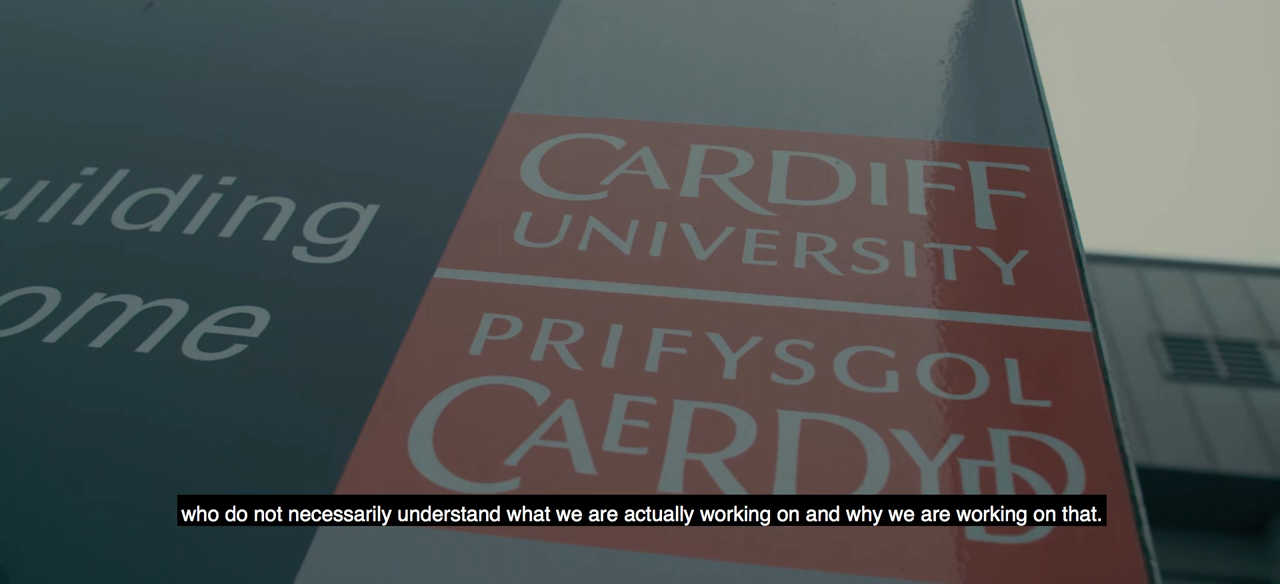 uilding
ome
CARDIFF
UNIVERSITY
PRIFYSGOL
CAERDYDD
who do not necessarily understand what we are actually working on and why we are working on that.